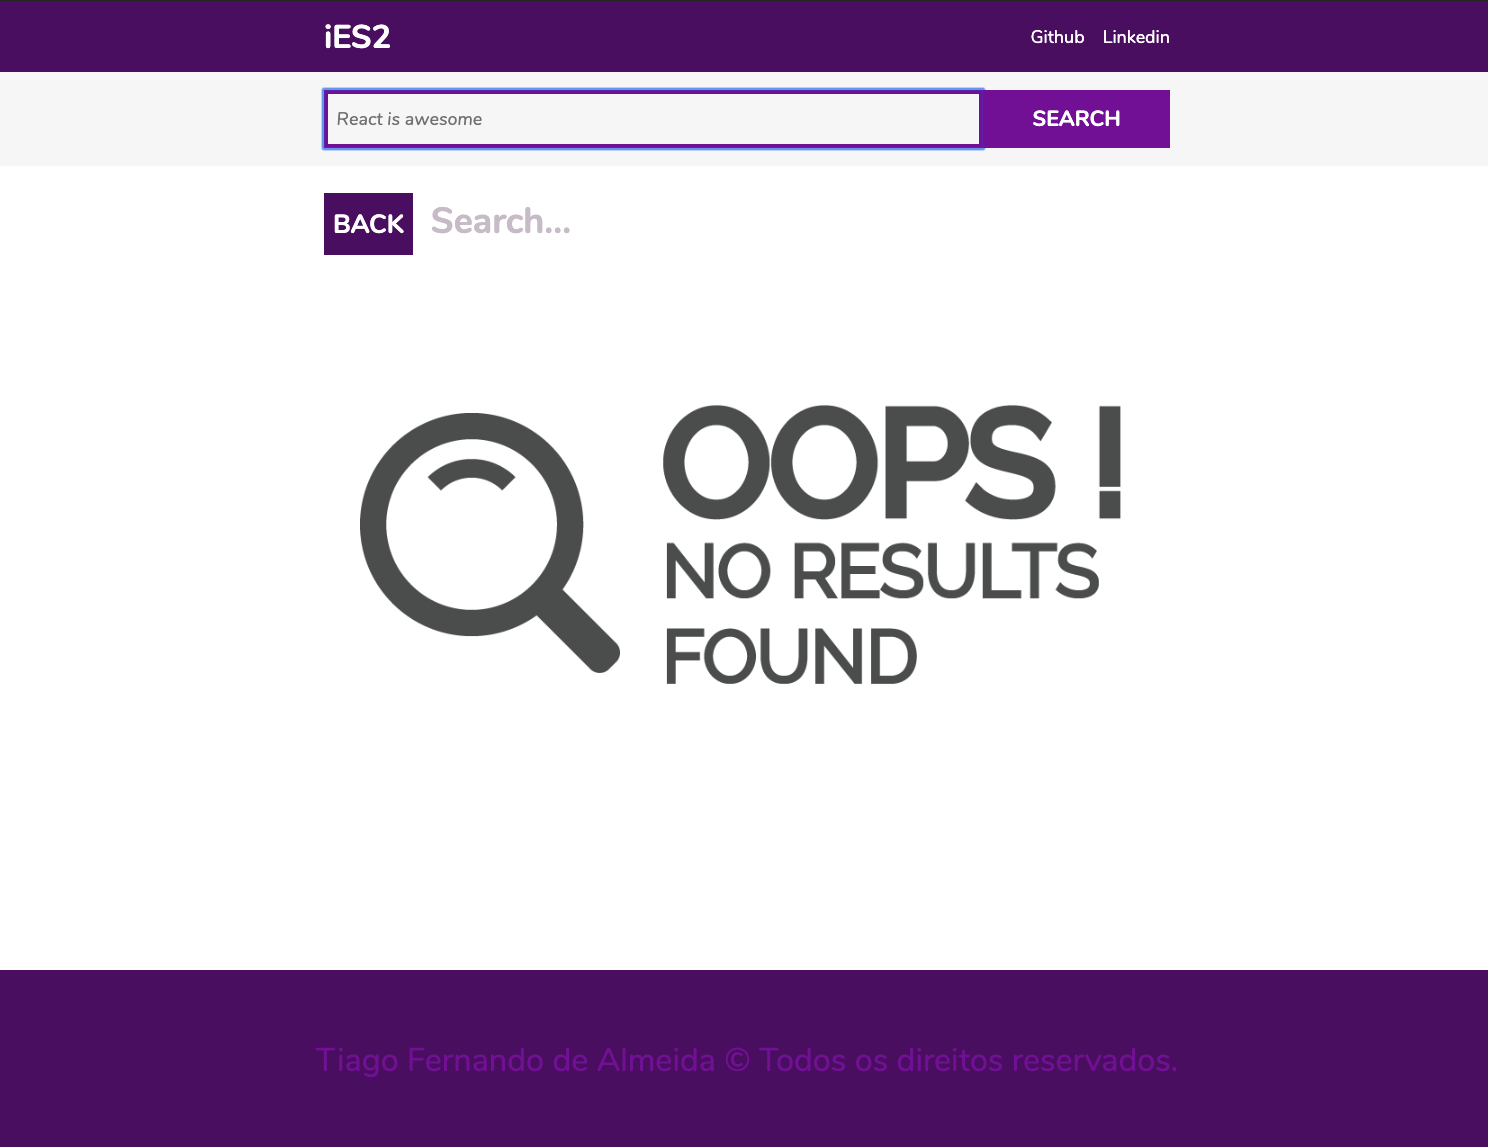 iES2
Github Linkedin
React is awesome
SEARCH
BACK
Search...
OOPS !
NO RESULTS
FOUND
Tiago Fernando de Almeida © Todos os direitos reservados.